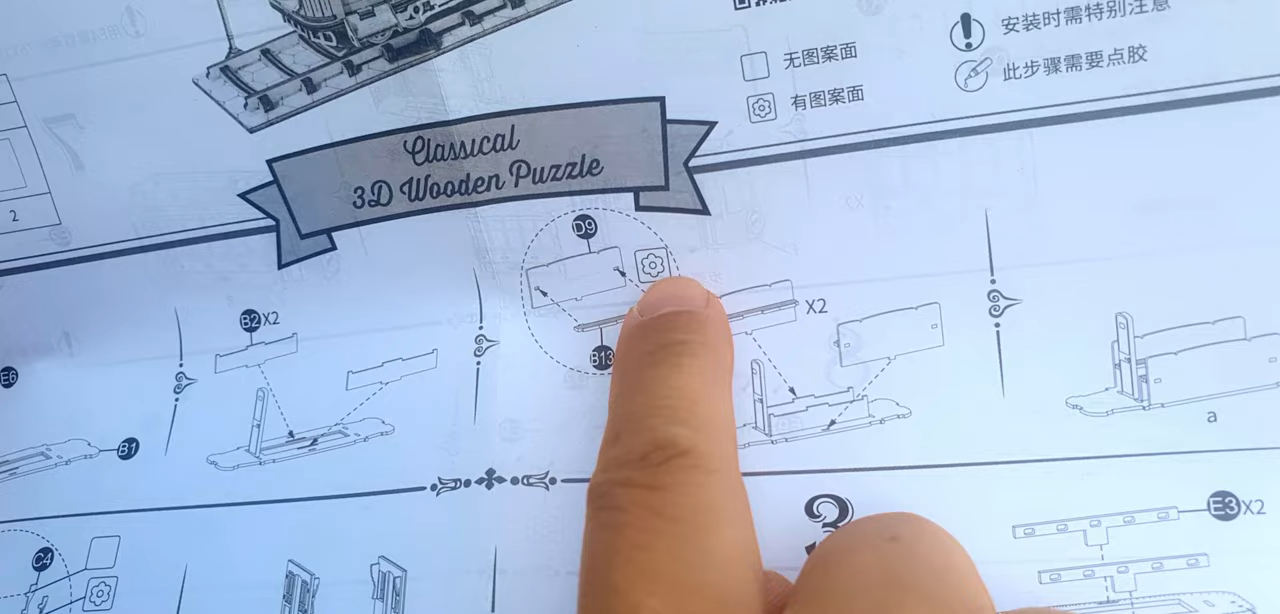 安装时需特别注意
无图案面
此步骤需要点胶
有图案面
Classical
3D Wooden Puzzle
2
D9
B2X2
X2
B13
E6
B1
a
3
E3X2
C4